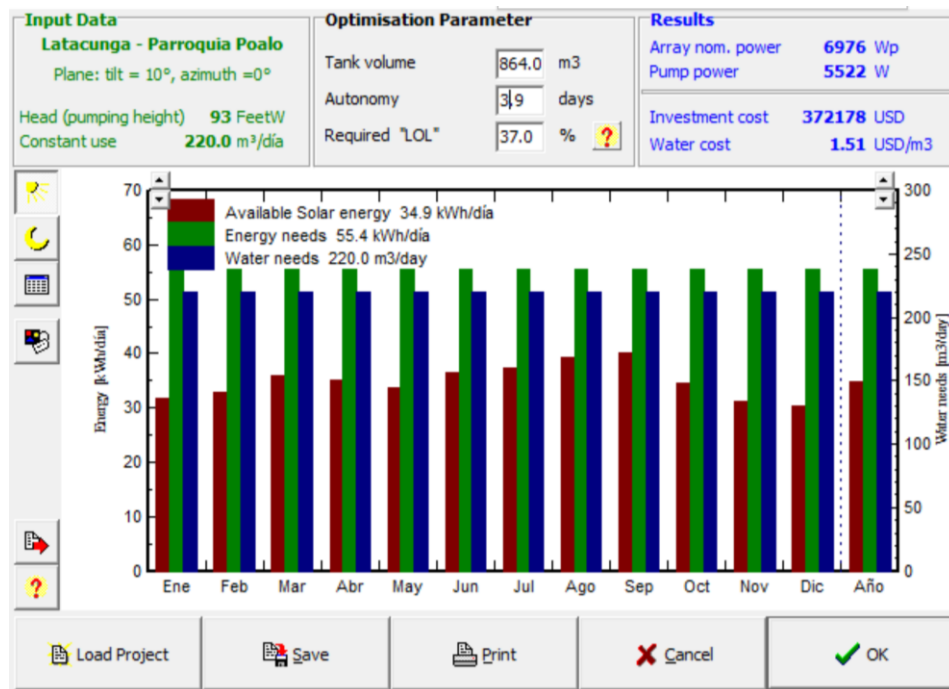 Input Data
Latacunga - Parroquia Poalo
Plane: tilt = 10°, azimuth =0°
Head (pumping height) 93 FeetW
Constant use 220.0 m³/día
Optimisation Parameter
Tank volume 864.0 m3
Autonomy 3.9 days
Required "LOL" 37.0 % ?
Results
Array nom. power 6976 Wp
Pump power 5522 W
Investment cost 372178 USD
Water cost 1.51 USD/m3
Available Solar energy 34.9 kWh/día
Energy needs 55.4 kWh/día
Water needs 220.0 m3/day
Energy [kWh/día]
70
60
50
40
30
20
10
0
300
250
200
150
100
50
0
Water needs [m3/day]
Ene Feb Mar Abr May Jun Jul Ago Sep Oct Nov Dic Año
?
Load Project Save Print Cancel OK